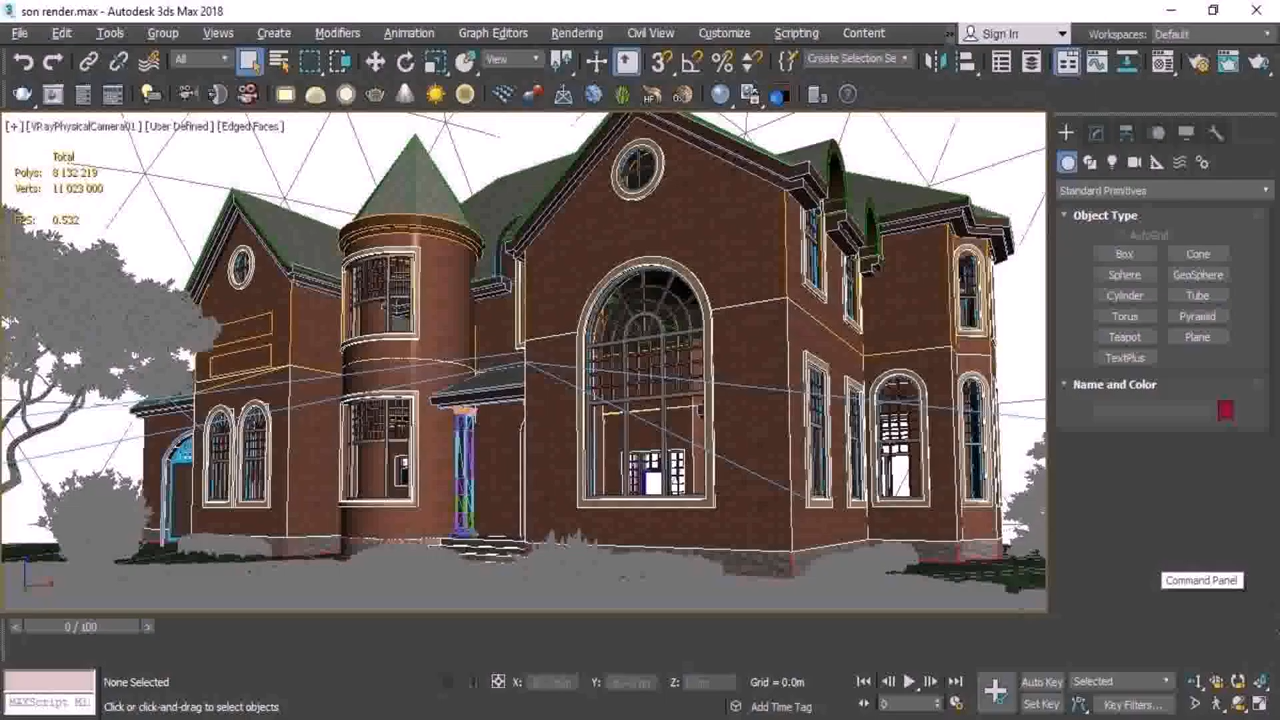 son render.max - Autodesk 3ds Max 2018
File Edit Tools Group Views Create Modifiers Animation Graph Editors Rendering Civil View Customize Scripting Content Sign In Workspaces: Default
All View Create Selection Se
[+] [VRayPhysicalCamera01] [User Defined] [Edged Faces]
Total
Polys: 8 132 219
Verts: 11 023 000
FPS: 0.532
Standard Primitives
Object Type
AutoGrid
Box Cone
Sphere GeoSphere
Cylinder Tube
Torus Pyramid
Teapot Plane
TextPlus
Name and Color
Command Panel
0 / 100
None Selected X: Y: Z: Grid = 0.0m Auto Key Selected
MAXScript Mi Click or click-and-drag to select objects Add Time Tag 0 Set Key Key Filters...